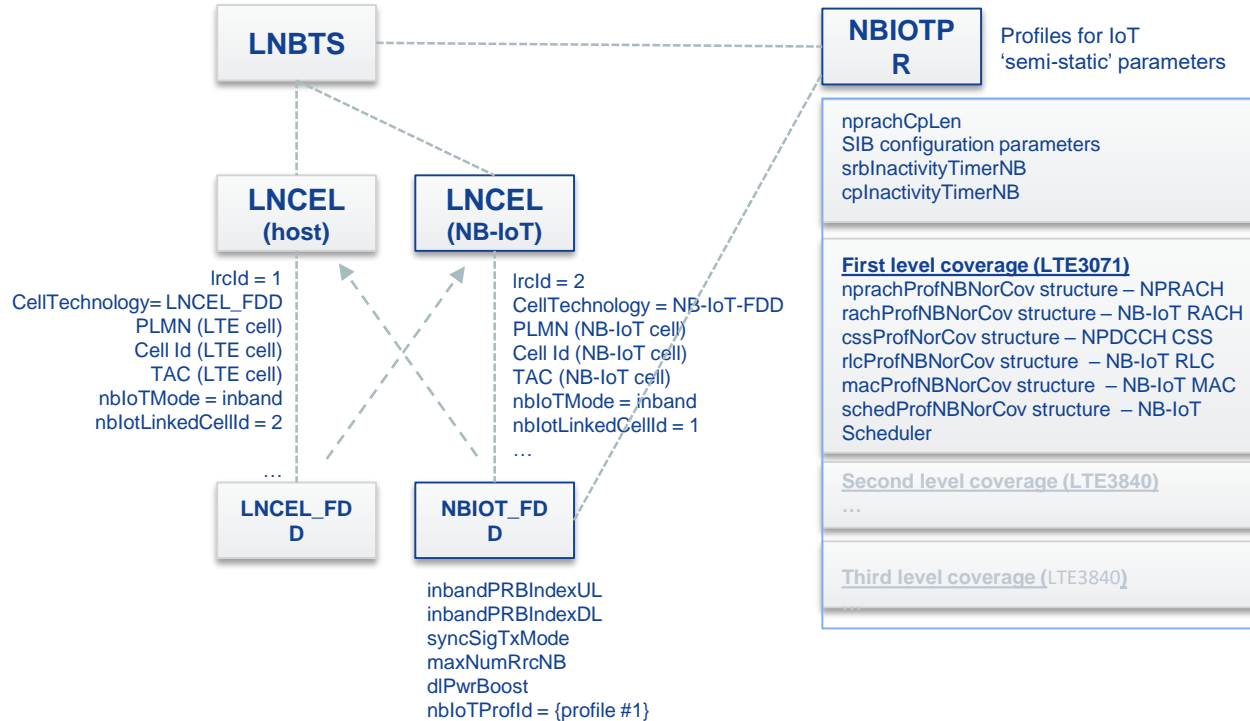 LNBTS
NBIOTP
R
Profiles for IoT
'semi-static' parameters
nprachCpLen
SIB configuration parameters
srbInactivityTimerNB
cpInactivityTimerNB
LNCEL
(host)
LNCEL
(NB-IoT)
lrcId = 1
CellTechnology= LNCEL_FDD
PLMN (LTE cell)
Cell Id (LTE cell)
TAC (LTE cell)
nbIoTMode = inband
nbIotLinkedCellId = 2
…
lrcId = 2
CellTechnology = NB-IoT-FDD
PLMN (NB-IoT cell)
Cell Id (NB-IoT cell)
TAC (NB-IoT cell)
nbIoTMode = inband
nbIotLinkedCellId = 1
…
First level coverage (LTE3071)
nprachProfNBNorCov structure – NPRACH
rachProfNBNorCov structure – NB-IoT RACH
cssProfNorCov structure – NPDCCH CSS
rlcProfNBNorCov structure – NB-IoT RLC
macProfNBNorCov structure – NB-IoT MAC
schedProfNBNorCov structure – NB-IoT
Scheduler
Second level coverage (LTE3840)
…
Third level coverage (LTE3840)
…
LNCEL_FD
D
NBIOT_FD
D
inbandPRBIndexUL
inbandPRBIndexDL
syncSigTxMode
maxNumRrcNB
dlPwrBoost
nbIoTProfId = {profile #1}